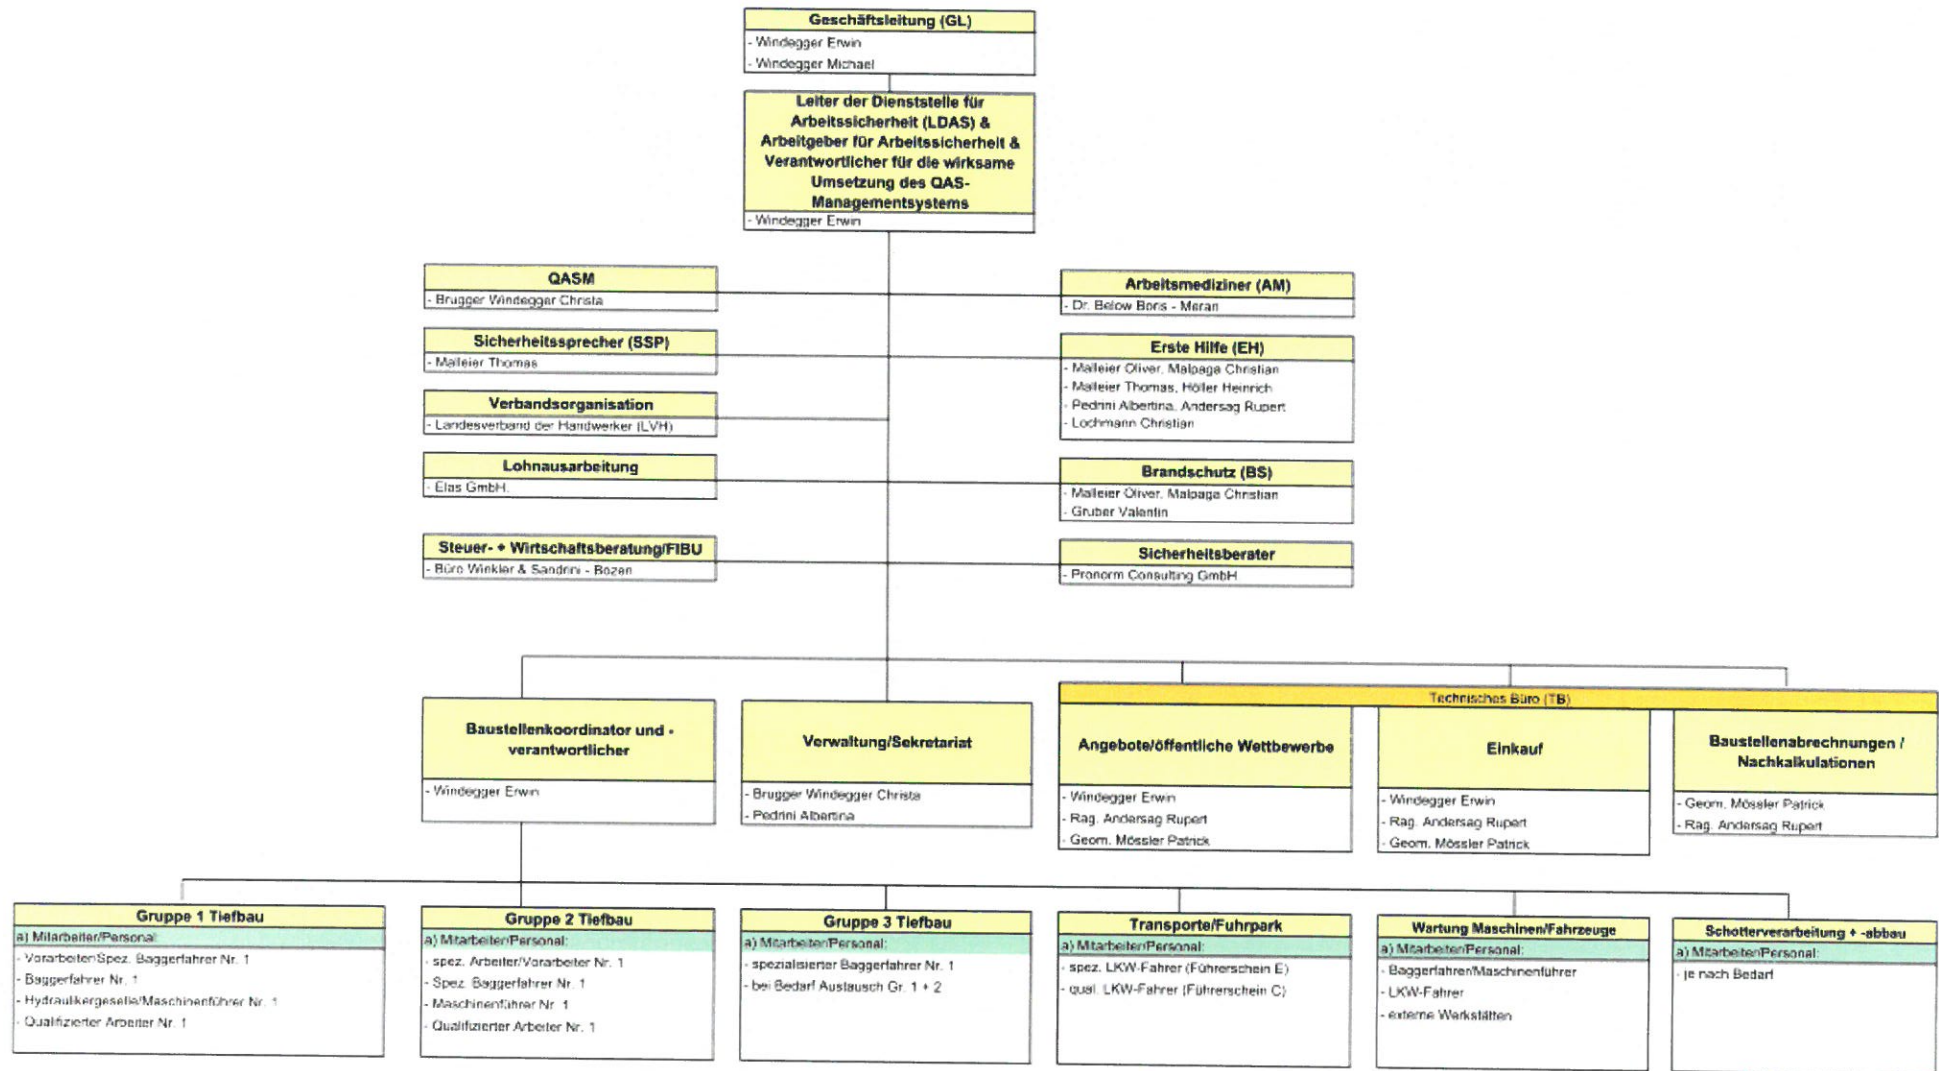 Geschäftsleitung (GL)
- Windegger Erwin
- Windegger Michael
Leiter der Dienststelle für
Arbeitssicherheit (LDAS) &
Arbeitgeber für Arbeitssicherheit &
Verantwortlicher für die wirksame
Umsetzung des QAS-
Managementsystems
- Windegger Erwin
QASM
- Brugger Windegger Christa
Arbeitsmediziner (AM)
- Dr. Below Boris - Meran
Sicherheitssprecher (SSP)
- Malleier Thomas
Erste Hilfe (EH)
- Malleier Oliver, Malpaga Christian
- Malleier Thomas, Höller Heinrich
- Pedrini Albertina, Andersag Rupert
- Lochmann Christian
Verbandsorganisation
- Landesverband der Handwerker (LVH)
Lohnausarbeitung
- Elas GmbH.
Brandschutz (BS)
- Malleier Oliver, Malpaga Christian
- Gruber Valentin
Steuer- + Wirtschaftsberatung/FIBU
- Büro Winkler & Sandrini - Bozen
Sicherheitsberater
- Pronorm Consulting GmbH
Technisches Büro (TB)
Baustellenkoordinator und -
verantwortlicher
- Windegger Erwin
Verwaltung/Sekretariat
- Brugger Windegger Christa
- Pedrini Albertina
Angebote/öffentliche Wettbewerbe
- Windegger Erwin
- Rag. Andersag Rupert
- Geom. Mössler Patrick
Einkauf
- Windegger Erwin
- Rag. Andersag Rupert
- Geom. Mössler Patrick
Baustellenabrechnungen /
Nachkalkulationen
- Geom. Mössler Patrick
- Rag. Andersag Rupert
Gruppe 1 Tiefbau
a) Mitarbeiter/Personal:
- Vorarbeiter/Spez. Baggerfahrer Nr. 1
- Baggerfahrer Nr. 1
- Hydraulikergeselle/Maschinenführer Nr. 1
- Qualifizierter Arbeiter Nr. 1
Gruppe 2 Tiefbau
a) Mitarbeiter/Personal:
- spez. Arbeiter/Vorarbeiter Nr. 1
- Spez. Baggerfahrer Nr. 1
- Maschinenführer Nr. 1
- Qualifizierter Arbeiter Nr. 1
Gruppe 3 Tiefbau
a) Mitarbeiter/Personal:
- spezialisierter Baggerfahrer Nr. 1
- bei Bedarf Austausch Gr. 1 + 2
Transporte/Fuhrpark
a) Mitarbeiter/Personal:
- spez. LKW-Fahrer (Führerschein E)
- qual. LKW-Fahrer (Führerschein C)
Wartung Maschinen/Fahrzeuge
a) Mitarbeiter/Personal:
- Baggerfahrer/Maschinenführer
- LKW-Fahrer
- externe Werkstätten
Schotterverarbeitung + -abbau
a) Mitarbeiter/Personal:
- je nach Bedarf